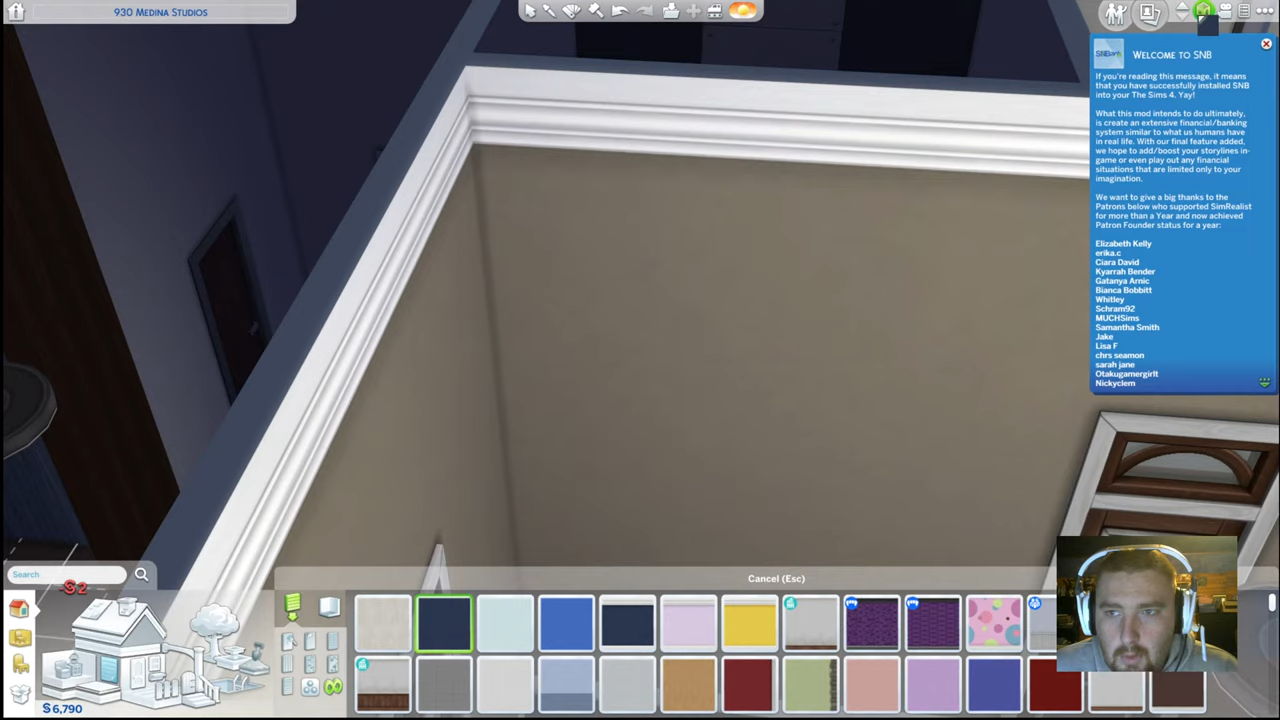 930 MEDINA STUDIOS
SNBank
WELCOME TO SNB
If you're reading this message, it means
that you have successfully installed SNB
into your The Sims 4. Yay!
What this mod intends to do ultimately,
is create an extensive financial/banking
system similar to what us humans have
in real life. With our final feature added,
we hope to add/boost your storylines in-
game or even play out any financial
situations that are limited only to your
imagination.
We want to give a big thanks to the
Patrons below who supported SimRealist
for more than a Year and now achieved
Patron Founder status for a year:
Elizabeth Kelly
erika.c
Ciara David
Kyarrah Bender
Gatanya Arnic
Bianca Bobbitt
Whitley
Schram92
MUCHSims
Samantha Smith
Jake
Lisa F
chrs seamon
sarah jane
Otakugamergirlt
Nickyclem
Search
-§2
Cancel (Esc)
§6,790